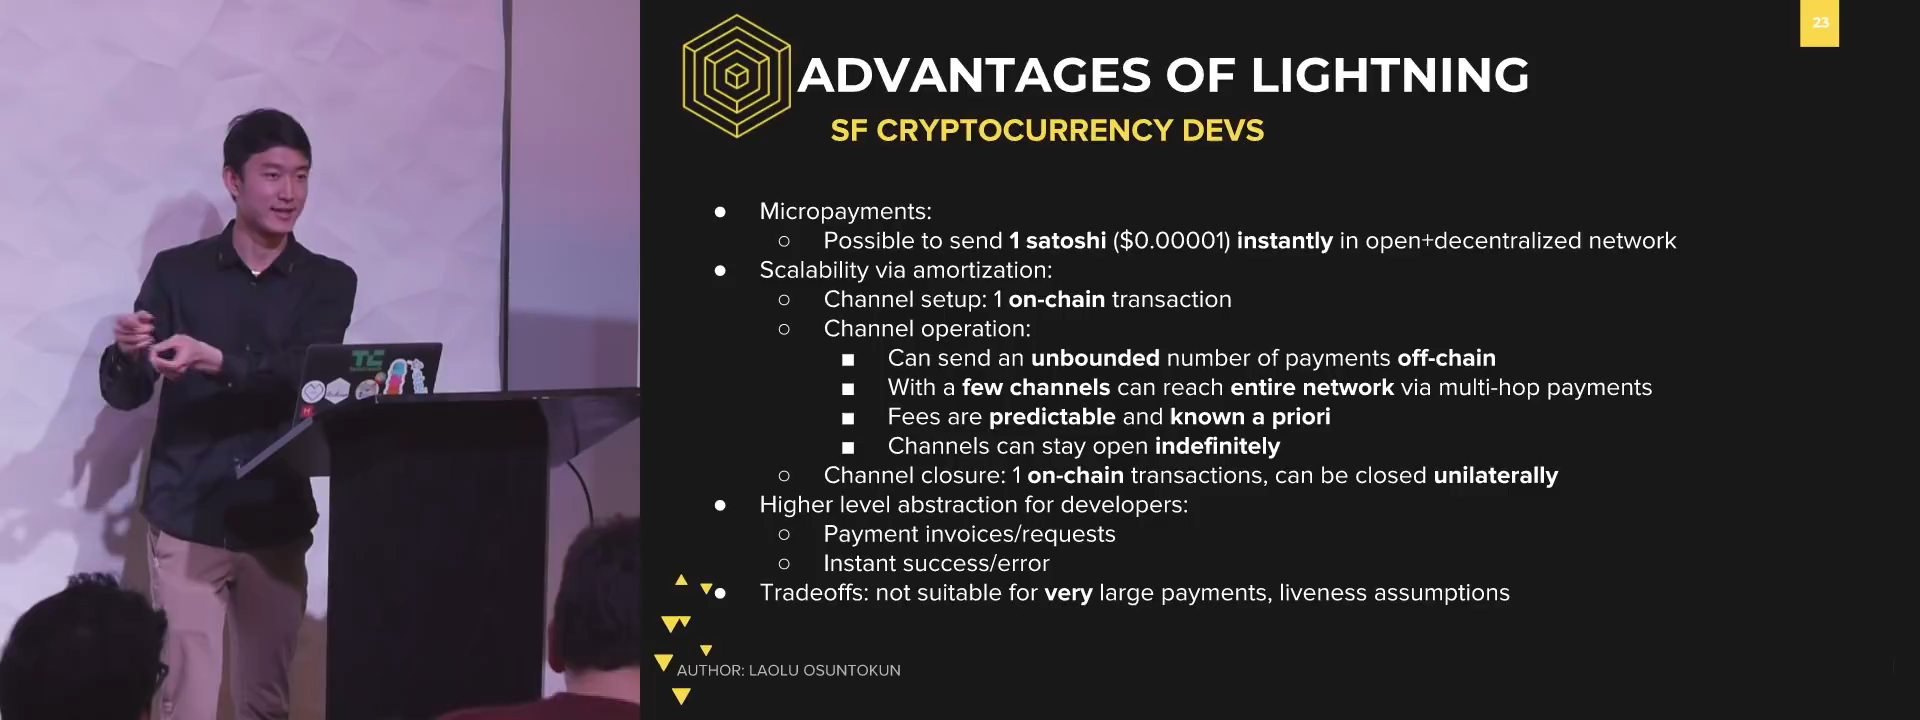 23
ADVANTAGES OF LIGHTNING
SF CRYPTOCURRENCY DEVS
● Micropayments:
○ Possible to send 1 satoshi ($0.00001) instantly in open+decentralized network
● Scalability via amortization:
○ Channel setup: 1 on-chain transaction
○ Channel operation:
■ Can send an unbounded number of payments off-chain
■ With a few channels can reach entire network via multi-hop payments
■ Fees are predictable and known a priori
■ Channels can stay open indefinitely
○ Channel closure: 1 on-chain transactions, can be closed unilaterally
● Higher level abstraction for developers:
○ Payment invoices/requests
○ Instant success/error
● Tradeoffs: not suitable for very large payments, liveness assumptions
AUTHOR: LAOLU OSUNTOKUN
TC